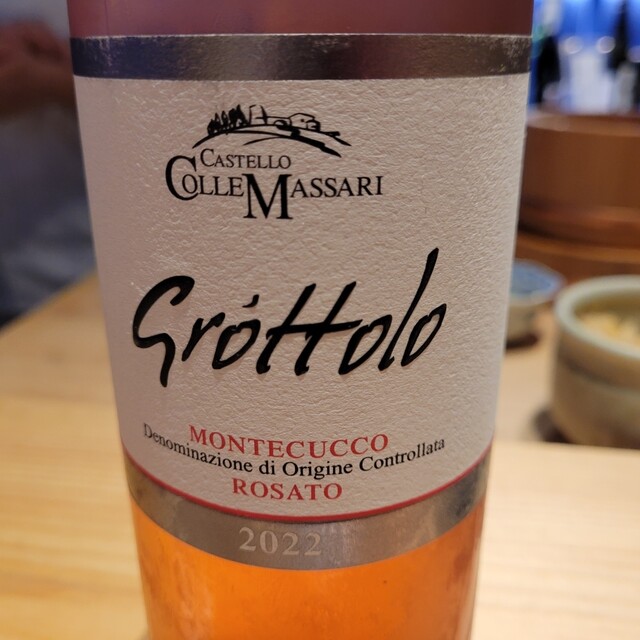 CASTELLO
COLLEMASSARI
Gróttolo
MONTECUCCO
Denominazione di Origine Controllata
ROSATO
2022